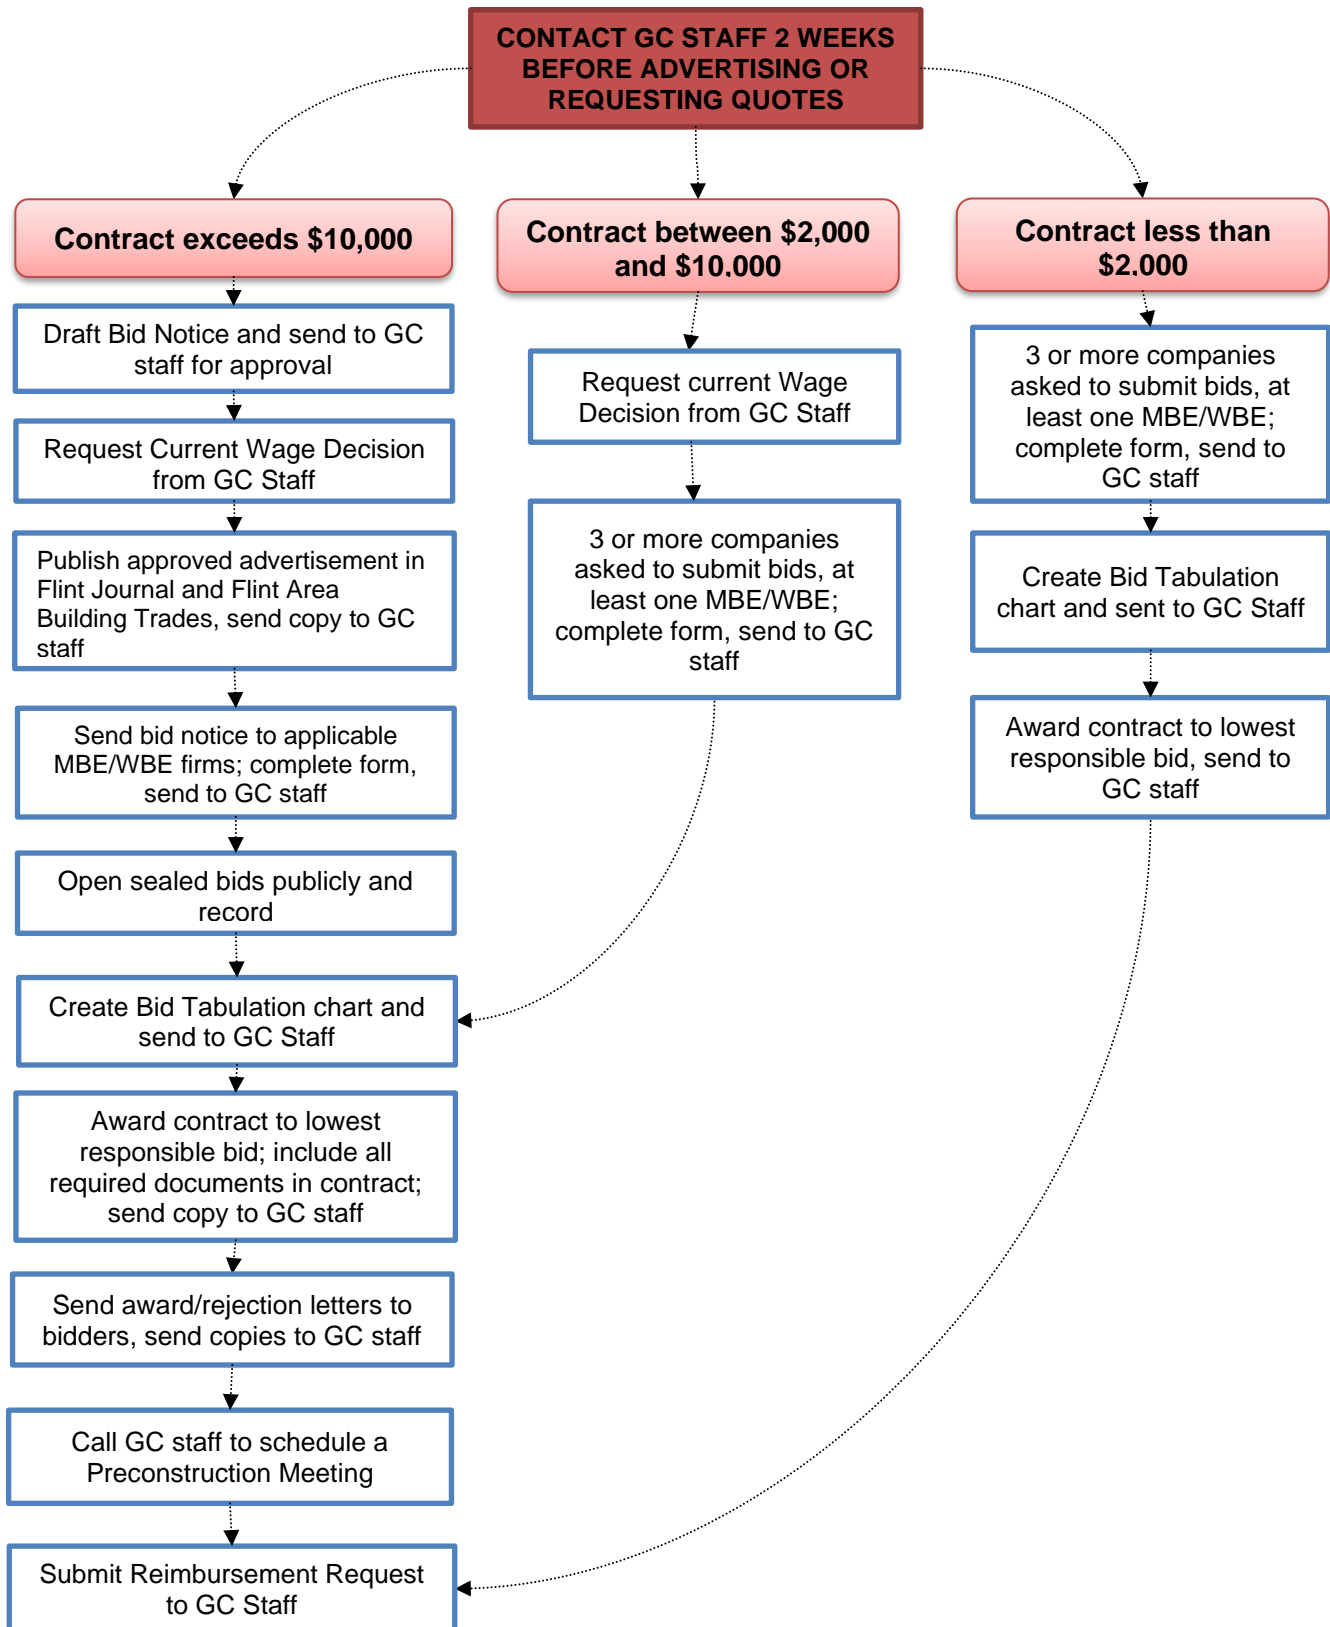 CONTACT GC STAFF 2 WEEKS
BEFORE ADVERTISING OR
REQUESTING QUOTES
Contract exceeds $10,000
Draft Bid Notice and send to GC
staff for approval
Request Current Wage Decision
from GC Staff
Publish approved advertisement in
Flint Journal and Flint Area
Building Trades, send copy to GC
staff
Send bid notice to applicable
MBE/WBE firms; complete form,
send to GC staff
Open sealed bids publicly and
record
Create Bid Tabulation chart and
send to GC Staff
Award contract to lowest
responsible bid; include all
required documents in contract;
send copy to GC staff
Send award/rejection letters to
bidders, send copies to GC staff
Call GC staff to schedule a
Preconstruction Meeting
Submit Reimbursement Request
to GC Staff
Contract between $2,000
and $10,000
Request current Wage
Decision from GC Staff
3 or more companies
asked to submit bids, at
least one MBE/WBE;
complete form, send to GC
staff
Contract less than
$2,000
3 or more companies
asked to submit bids, at
least one MBE/WBE;
complete form, send to
GC staff
Create Bid Tabulation
chart and sent to GC Staff
Award contract to lowest
responsible bid, send to
GC staff